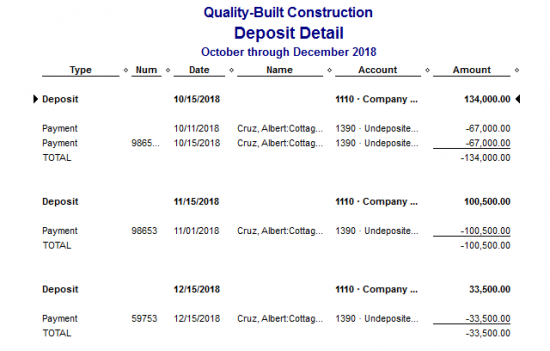 Quality-Built Construction
Deposit Detail
October through December 2018
Type Num Date Name Account Amount
Deposit 10/15/2018 1110 · Company ... 134,000.00
Payment 10/11/2018 Cruz, Albert:Cottag... 1390 · Undeposite... -67,000.00
Payment 9865... 10/15/2018 Cruz, Albert:Cottag... 1390 · Undeposite... -67,000.00
TOTAL -134,000.00
Deposit 11/15/2018 1110 · Company ... 100,500.00
Payment 98653 11/01/2018 Cruz, Albert:Cottag... 1390 · Undeposite... -100,500.00
TOTAL -100,500.00
Deposit 12/15/2018 1110 · Company ... 33,500.00
Payment 59753 12/15/2018 Cruz, Albert:Cottag... 1390 · Undeposite... -33,500.00
TOTAL -33,500.00